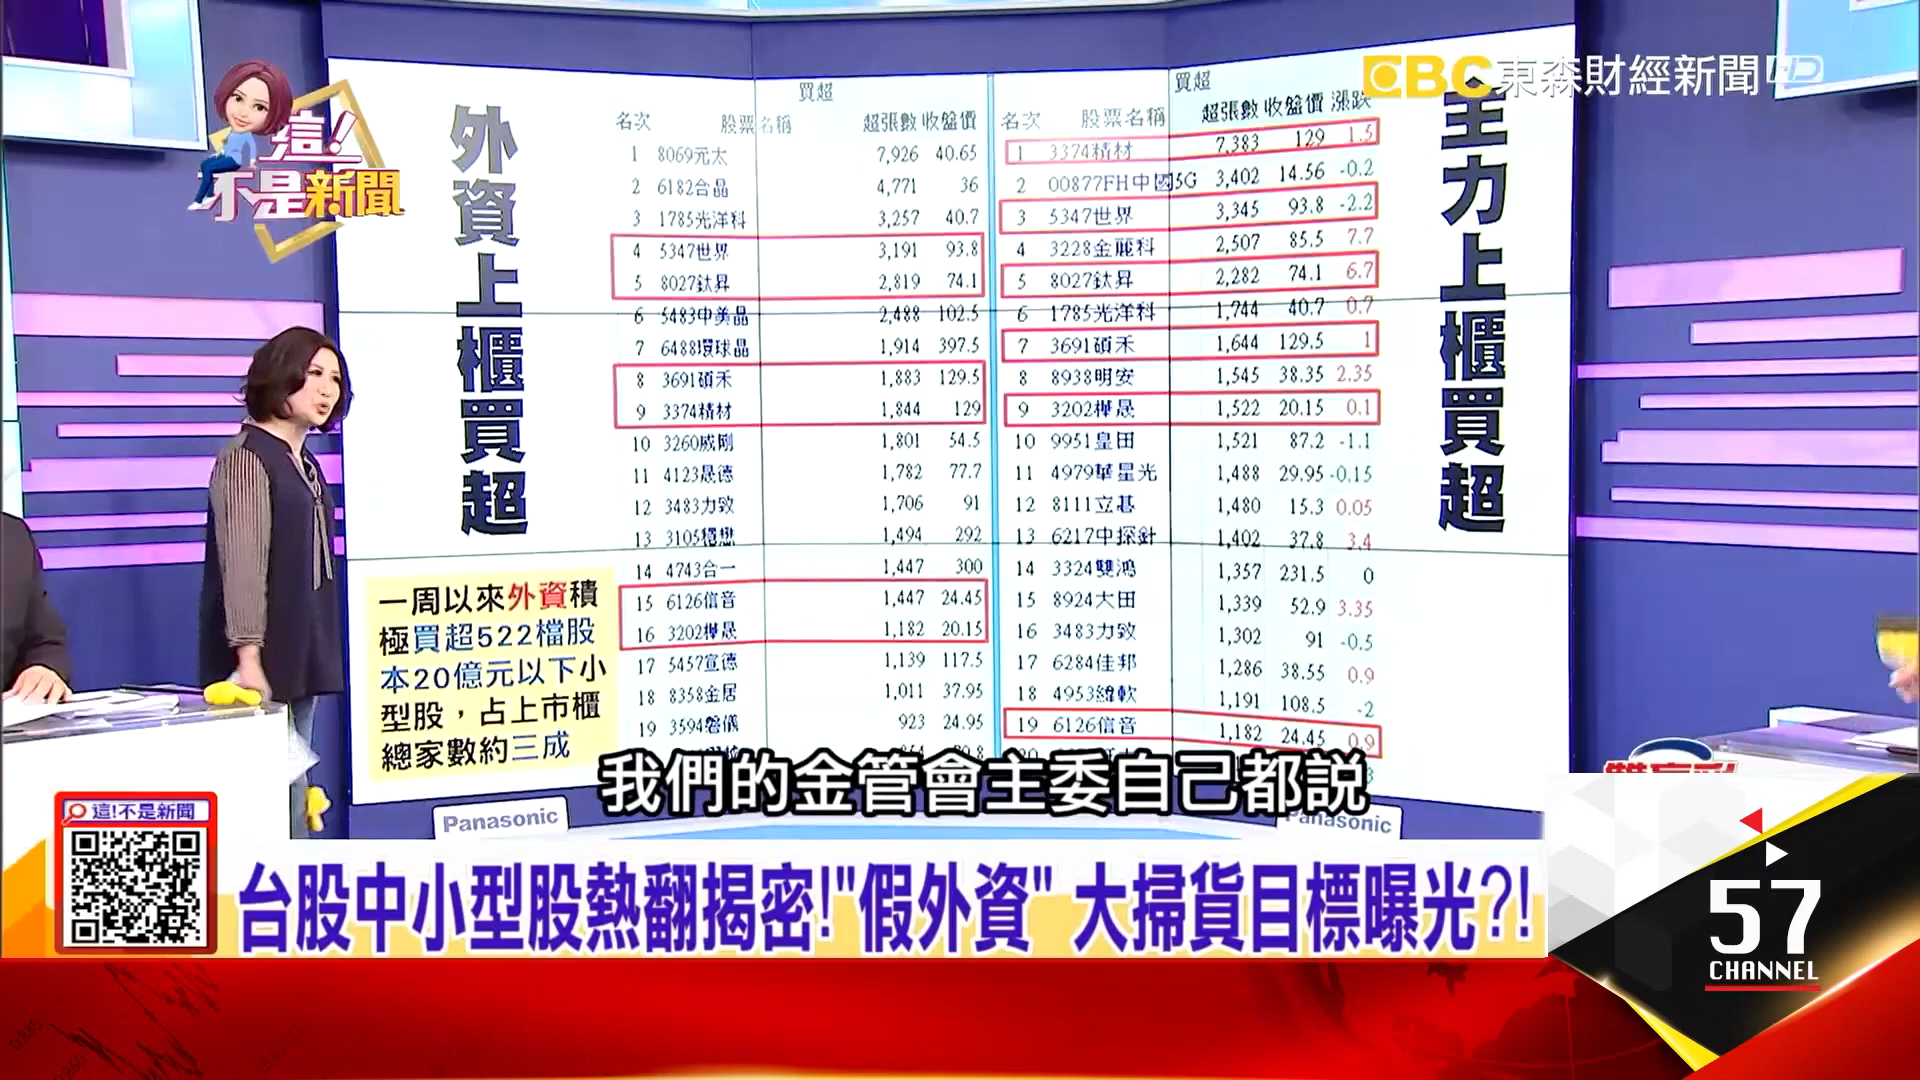 這!
不是新聞
EBC東森財經新聞HD
外資上櫃買超
買超
名次 股票名稱 超張數 收盤價
1 8069元太 7,926 40.65
2 6182合晶 4,771 36
3 1785光洋科 3,257 40.7
4 5347世界 3,191 93.8
5 8027鈦昇 2,819 74.1
6 5483中美晶 2,488 102.5
7 6488環球晶 1,914 397.5
8 3691碩禾 1,883 129.5
9 3374精材 1,844 129
10 3260威剛 1,801 54.5
11 4123晟德 1,782 77.7
12 3483力致 1,706 91
13 3105穩懋 1,494 292
14 4743合一 1,447 300
15 6126信音 1,447 24.45
16 3202樺晟 1,182 20.15
17 5457宣德 1,139 117.5
18 8358金居 1,011 37.95
19 3594磐儀 923 24.95
主力上櫃買超
買超
名次 股票名稱 超張數 收盤價 漲跌
1 3374精材 7,383 129 1.5
2 00877FH中國5G 3,402 14.56 -0.2
3 5347世界 3,345 93.8 -2.2
4 3228金麗科 2,507 85.5 7.7
5 8027鈦昇 2,282 74.1 6.7
6 1785光洋科 1,744 40.7 0.7
7 3691碩禾 1,644 129.5 1
8 8938明安 1,545 38.35 2.35
9 3202樺晟 1,522 20.15 0.1
10 9951皇田 1,521 87.2 -1.1
11 4979華星光 1,488 29.95 -0.15
12 8111立碁 1,480 15.3 0.05
13 6217中探針 1,402 37.8 3.4
14 3324雙鴻 1,357 231.5 0
15 8924大田 1,339 52.9 3.35
16 3483力致 1,302 91 -0.5
17 6284佳邦 1,286 38.55 0.9
18 4953緯軟 1,191 108.5 -2
19 6126信音 1,182 24.45 0.9
一周以來外資積
極買超522檔股
本20億元以下小
型股，占上市櫃
總家數約三成
我們的金管會主委自己都説
Panasonic
Panasonic
這!不是新聞
台股中小型股熱翻揭密!"假外資" 大掃貨目標曝光?!
57
CHANNEL